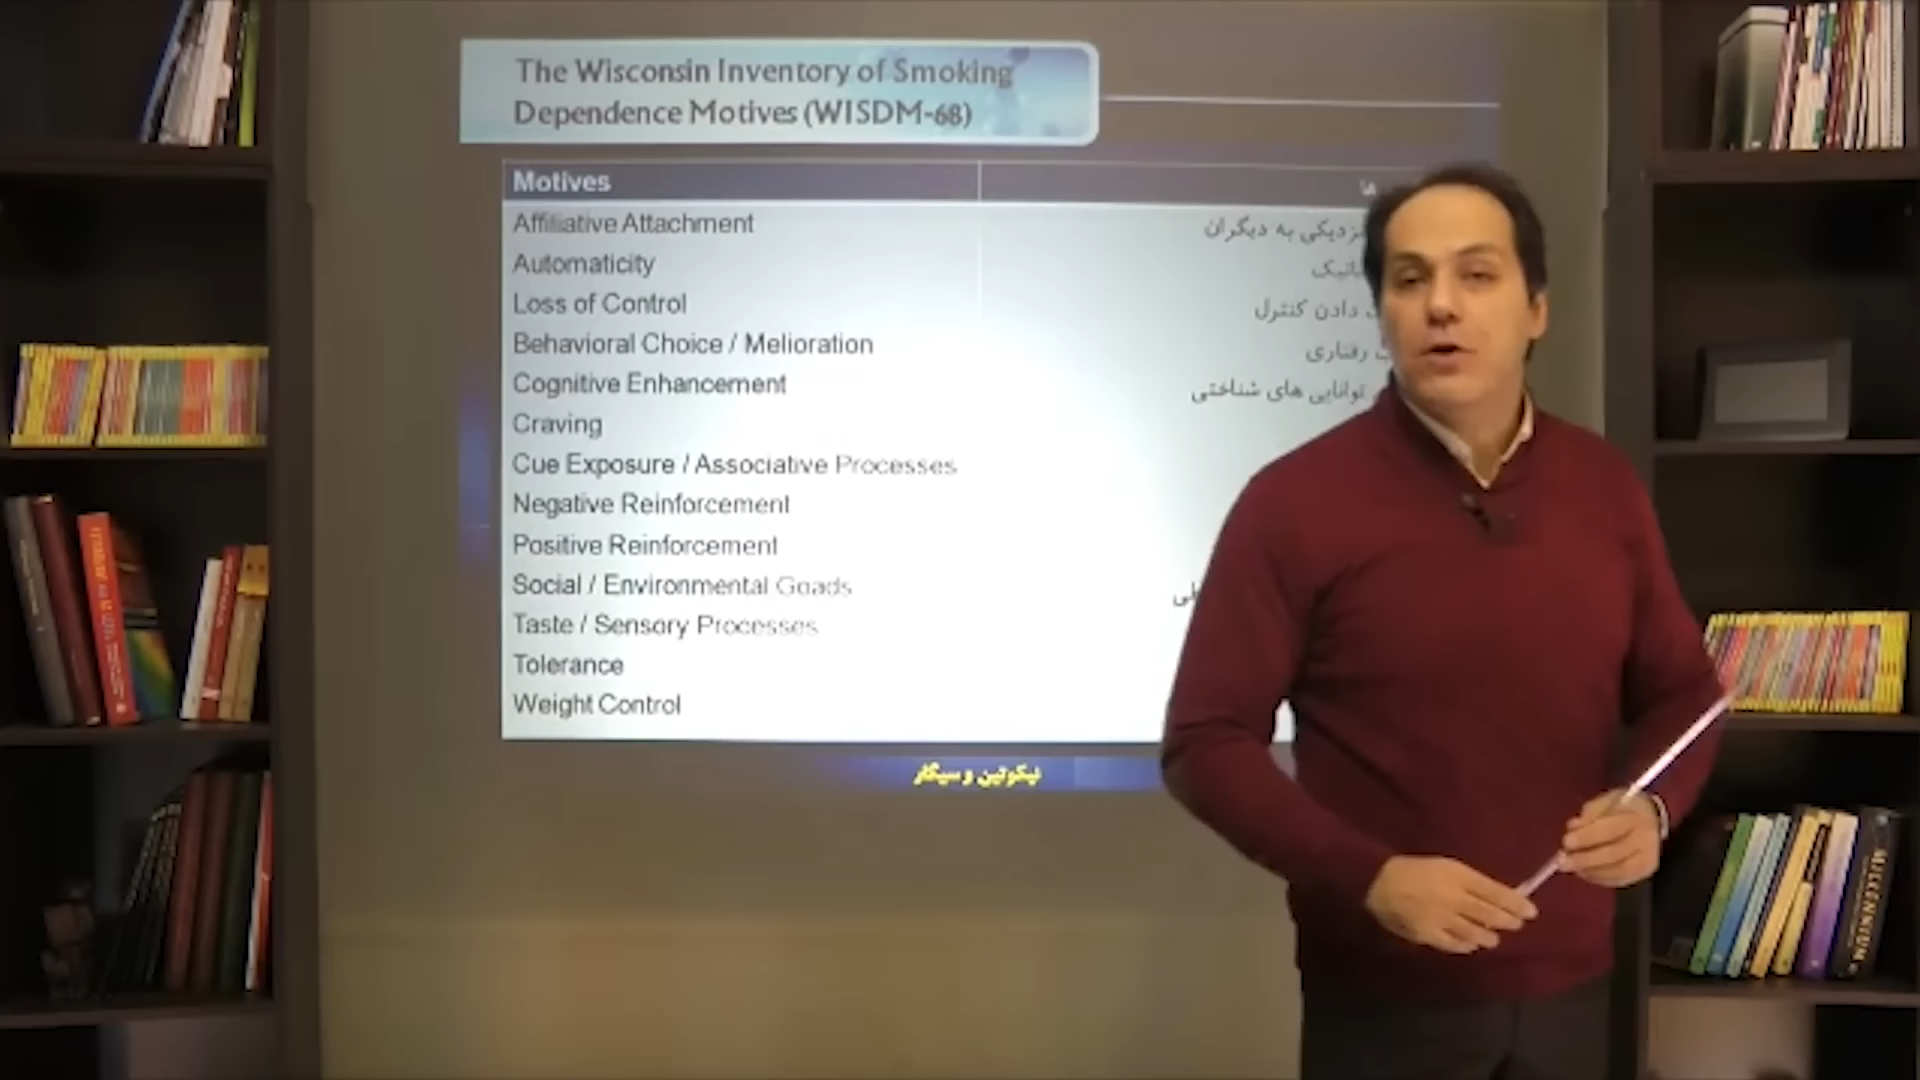 The Wisconsin Inventory of Smoking
Dependence Motives (WISDM-68)
Motives
ها
Affiliative Attachment
نزدیکی به دیگران
Automaticity
Loss of Control
دادن کنترل
Behavioral Choice / Melioration
رفتاری
Cognitive Enhancement
توانایی های شناختی
Craving
Cue Exposure / Associative Processes
Negative Reinforcement
Positive Reinforcement
Social / Environmental Goads
Taste / Sensory Processes
Tolerance
Weight Control
نیکوتین و سیگار
MILLENNIUM